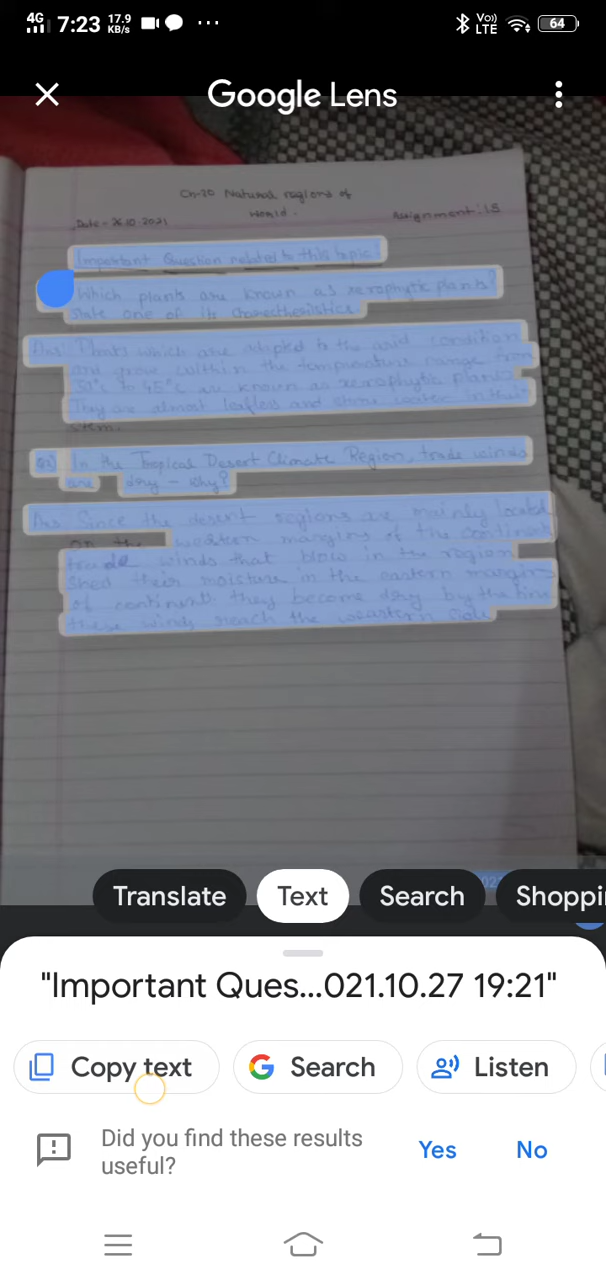 4G 7:23 17.9 KB/s ... Vo) LTE 64
Google Lens
Ch-20 Natural regions of
World.
Date - 26.10.2021 Assignment: 18
Important Question related to this topic:
Which plants are known as xerophytic plants?
State one of its
Ans: Plants which are adapted to the arid condition
and grow within the temperature range from
30°c to 45°c are known as xerophytic plants.
They are almost leafless and store water in their
stem.
In the Tropical Desert Climate Region, trade winds
are dry - Why?
Ans. Since the desert regions are mainly located
on the western margins of the continent
trade winds that blow in the region
shed their moisture in the eastern margins
of continent they become dry by the time
these winds reach the side
Translate Text Search Shoppi
"Important Ques...021.10.27 19:21"
Copy text Search Listen
Did you find these results Yes No
useful?